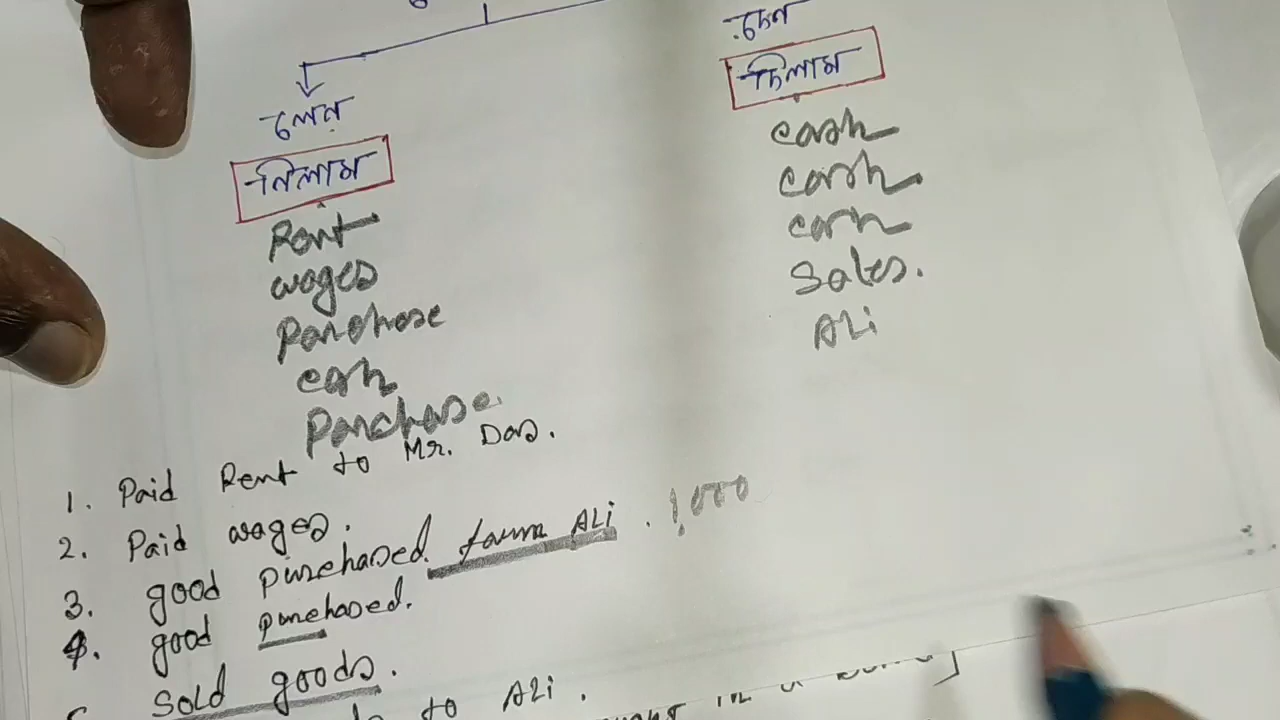 লেন
দেন
নিলাম
দিলাম
Rent
wages
Purchase
cash
Purchase.
cash
cash
cash
Sales.
ALi
1. Paid Rent to Mr. Das.
2. Paid wages.
3. good purchased. farm ALi. 1,000
4. good purchased.
Sold goods.
to ALi.